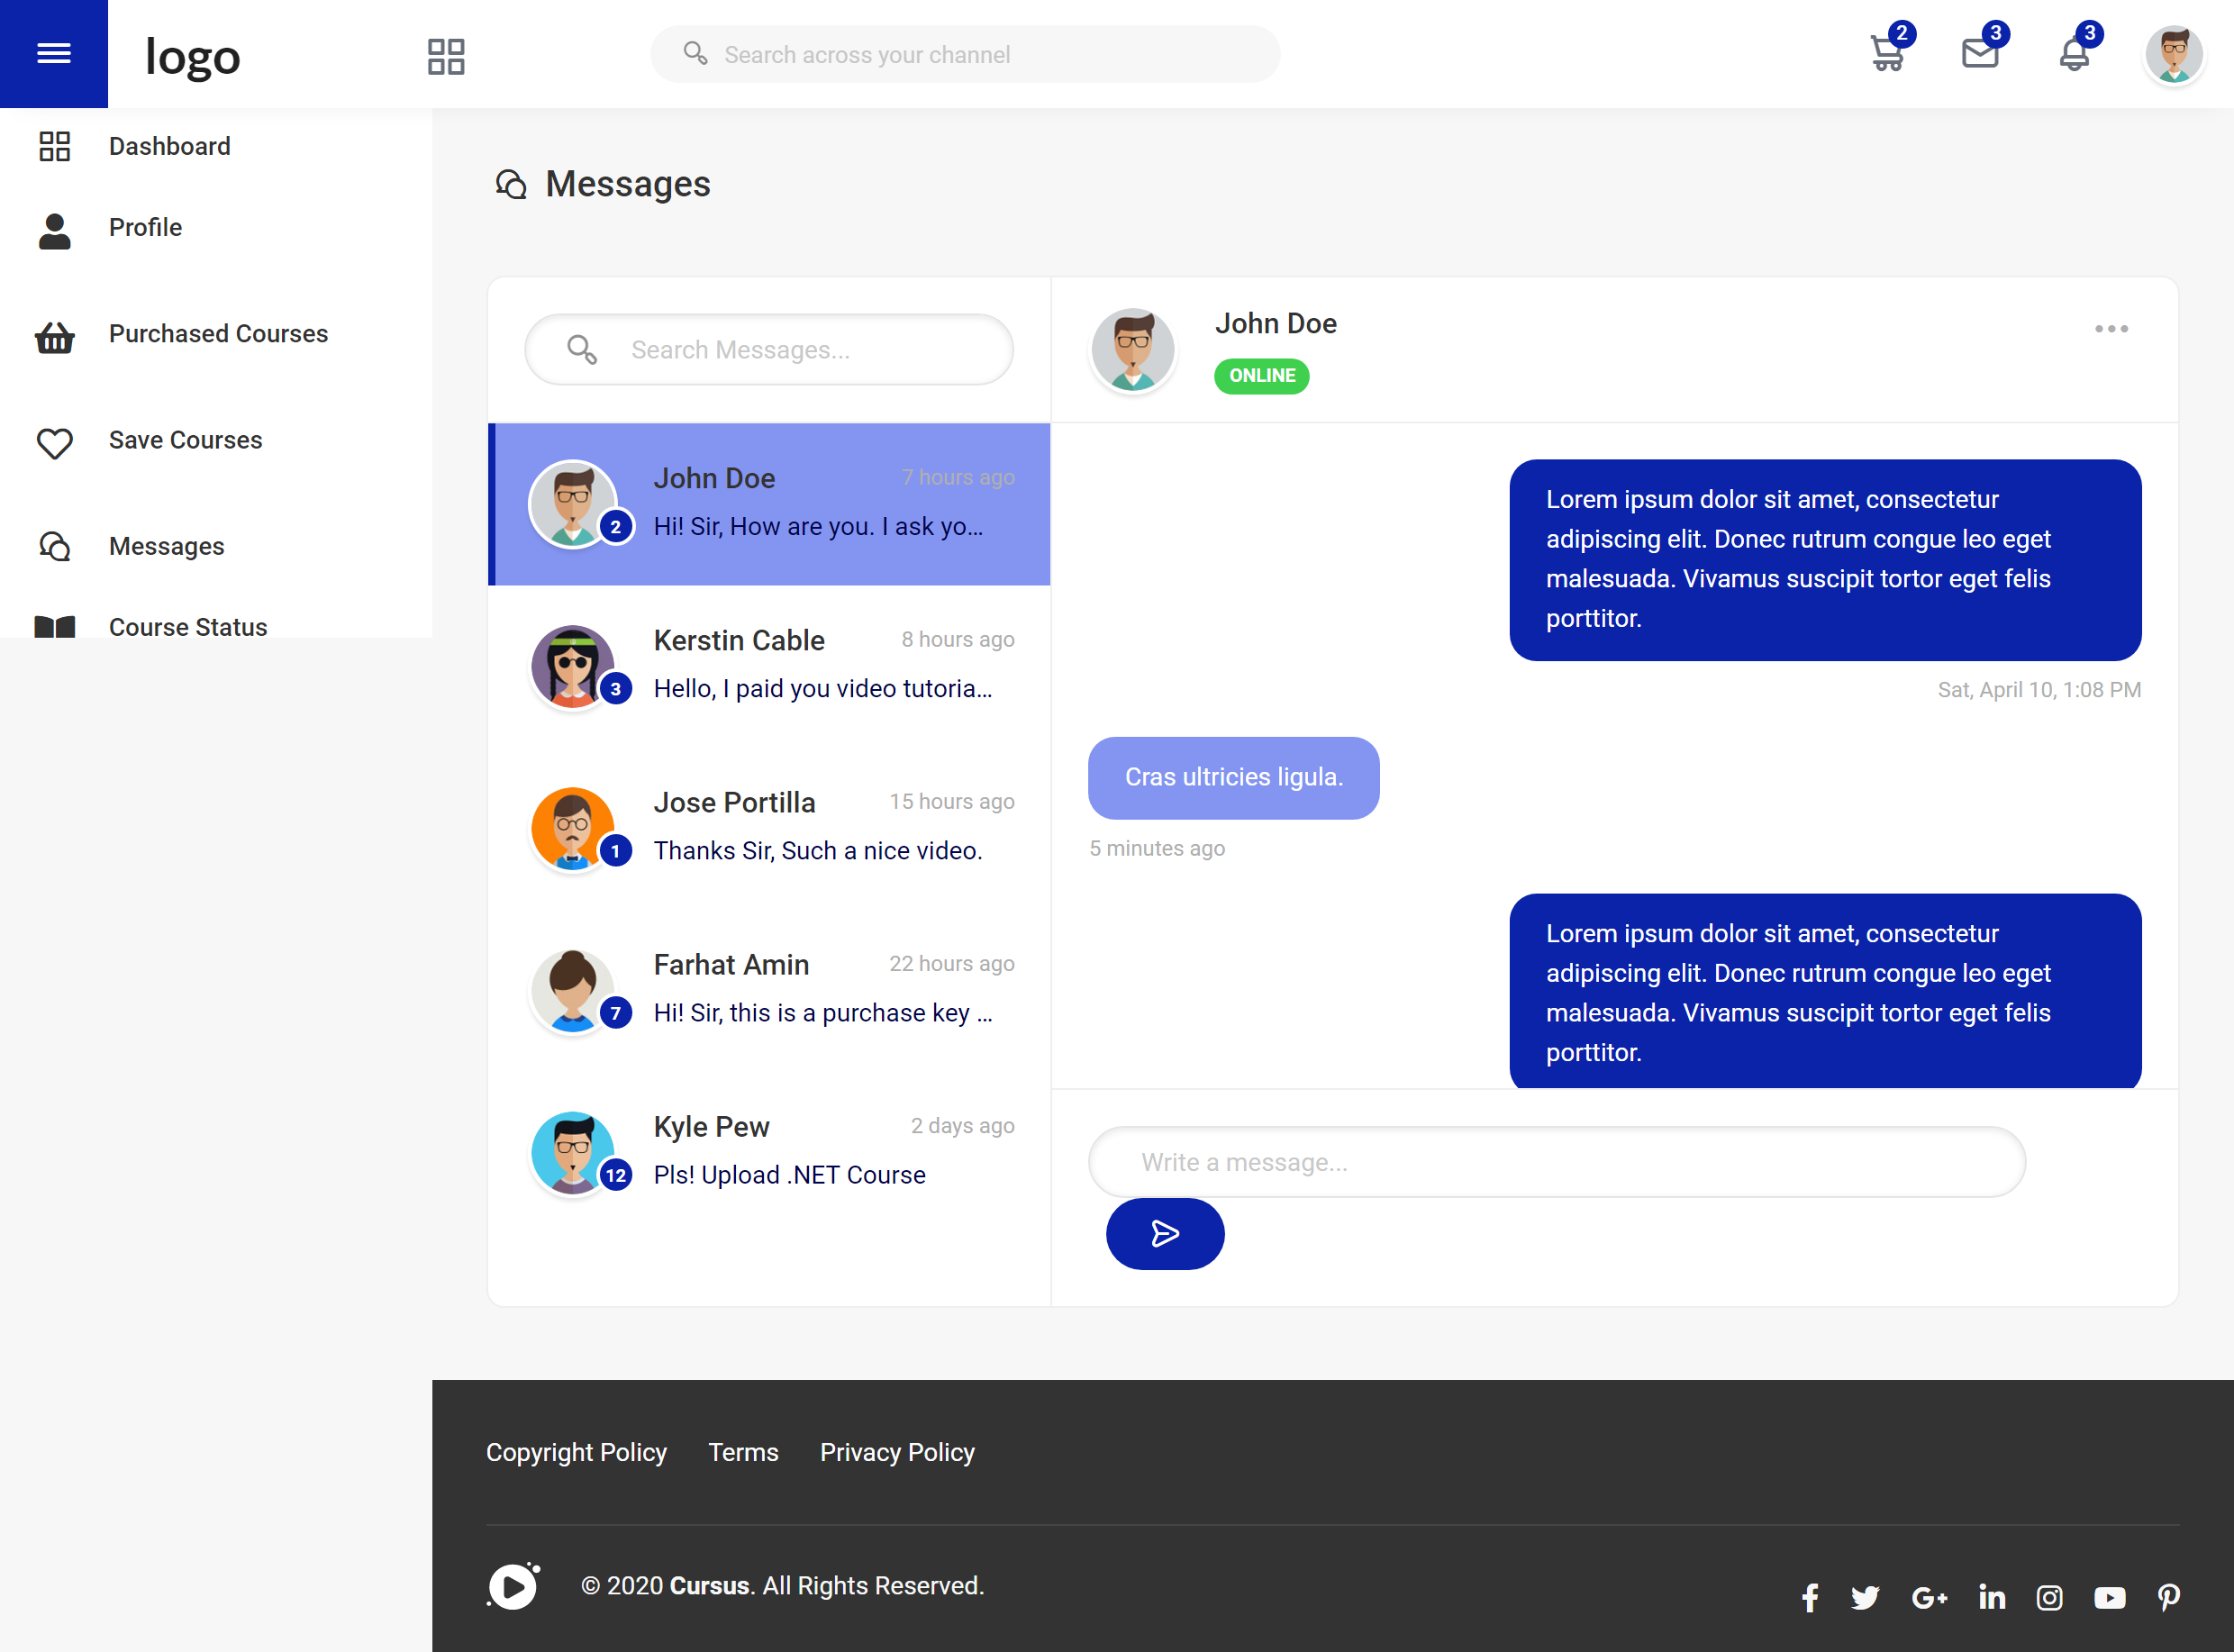 logo
Search across your channel
2
3
3
Dashboard
Profile
Purchased Courses
Save Courses
Messages
Course Status
Messages
Search Messages...
John Doe
7 hours ago
Hi! Sir, How are you. I ask yo...
2
Kerstin Cable
8 hours ago
Hello, I paid you video tutoria...
3
Jose Portilla
15 hours ago
Thanks Sir, Such a nice video.
1
Farhat Amin
22 hours ago
Hi! Sir, this is a purchase key ...
7
Kyle Pew
2 days ago
Pls! Upload .NET Course
12
John Doe
ONLINE
Lorem ipsum dolor sit amet, consectetur
adipiscing elit. Donec rutrum congue leo eget
malesuada. Vivamus suscipit tortor eget felis
porttitor.
Sat, April 10, 1:08 PM
Cras ultricies ligula.
5 minutes ago
Lorem ipsum dolor sit amet, consectetur
adipiscing elit. Donec rutrum congue leo eget
malesuada. Vivamus suscipit tortor eget felis
porttitor.
Write a message...
Copyright Policy
Terms
Privacy Policy
© 2020 Cursus. All Rights Reserved.